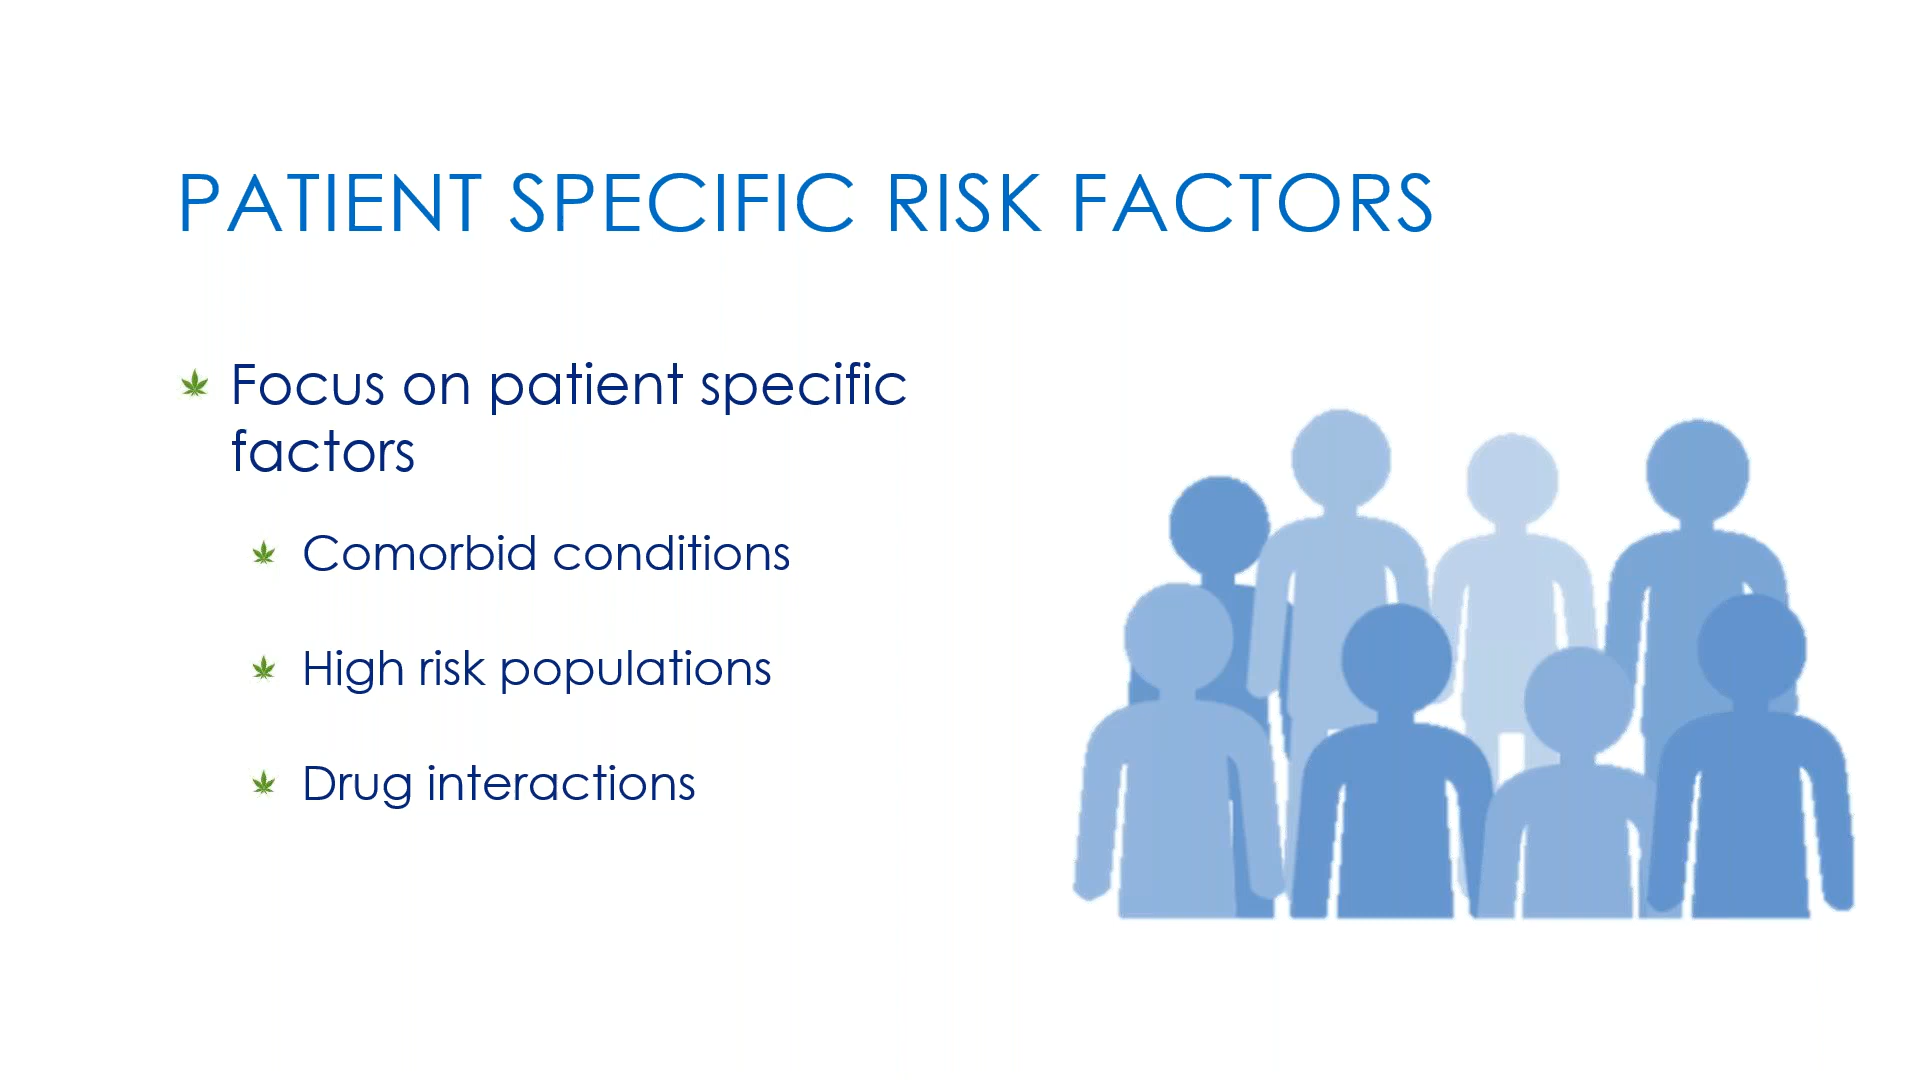 PATIENT SPECIFIC RISK FACTORS
Focus on patient specific
factors
Comorbid conditions
High risk populations
Drug interactions